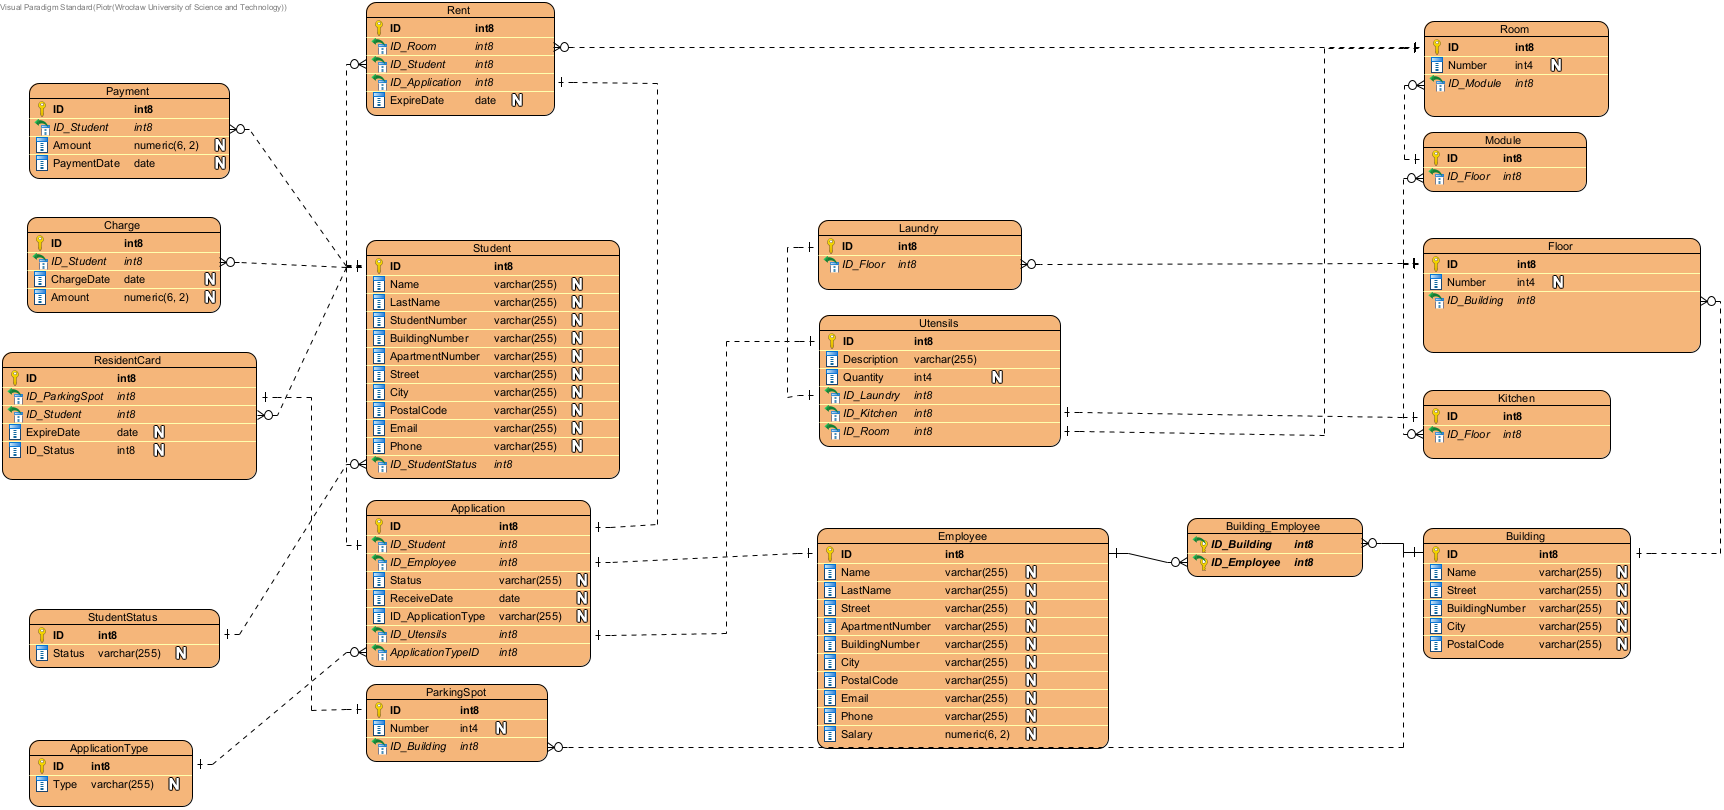 Visual Paradigm Standard(Piotr(Wrocław University of Science and Technology))
Rent
ID int8
ID_Room int8
ID_Student int8
ID_Application int8
ExpireDate date N
Payment
ID int8
ID_Student int8
Amount numeric(6, 2) N
PaymentDate date N
Charge
ID int8
ID_Student int8
ChargeDate date N
Amount numeric(6, 2) N
ResidentCard
ID int8
ID_ParkingSpot int8
ID_Student int8
ExpireDate date N
ID_Status int8 N
StudentStatus
ID int8
Status varchar(255) N
ApplicationType
ID int8
Type varchar(255) N
Student
ID int8
Name varchar(255) N
LastName varchar(255) N
StudentNumber varchar(255) N
BuildingNumber varchar(255) N
ApartmentNumber varchar(255) N
Street varchar(255) N
City varchar(255) N
PostalCode varchar(255) N
Email varchar(255) N
Phone varchar(255) N
ID_StudentStatus int8
Application
ID int8
ID_Student int8
ID_Employee int8
Status varchar(255) N
ReceiveDate date N
ID_ApplicationType varchar(255) N
ID_Utensils int8
ApplicationTypeID int8
ParkingSpot
ID int8
Number int4 N
ID_Building int8
Laundry
ID int8
ID_Floor int8
Utensils
ID int8
Description varchar(255)
Quantity int4 N
ID_Laundry int8
ID_Kitchen int8
ID_Room int8
Employee
ID int8
Name varchar(255) N
LastName varchar(255) N
Street varchar(255) N
ApartmentNumber varchar(255) N
BuildingNumber varchar(255) N
City varchar(255) N
PostalCode varchar(255) N
Email varchar(255) N
Phone varchar(255) N
Salary numeric(6, 2) N
Building_Employee
ID_Building int8
ID_Employee int8
Room
ID int8
Number int4 N
ID_Module int8
Module
ID int8
ID_Floor int8
Floor
ID int8
Number int4 N
ID_Building int8
Kitchen
ID int8
ID_Floor int8
Building
ID int8
Name varchar(255) N
Street varchar(255) N
BuildingNumber varchar(255) N
City varchar(255) N
PostalCode varchar(255) N